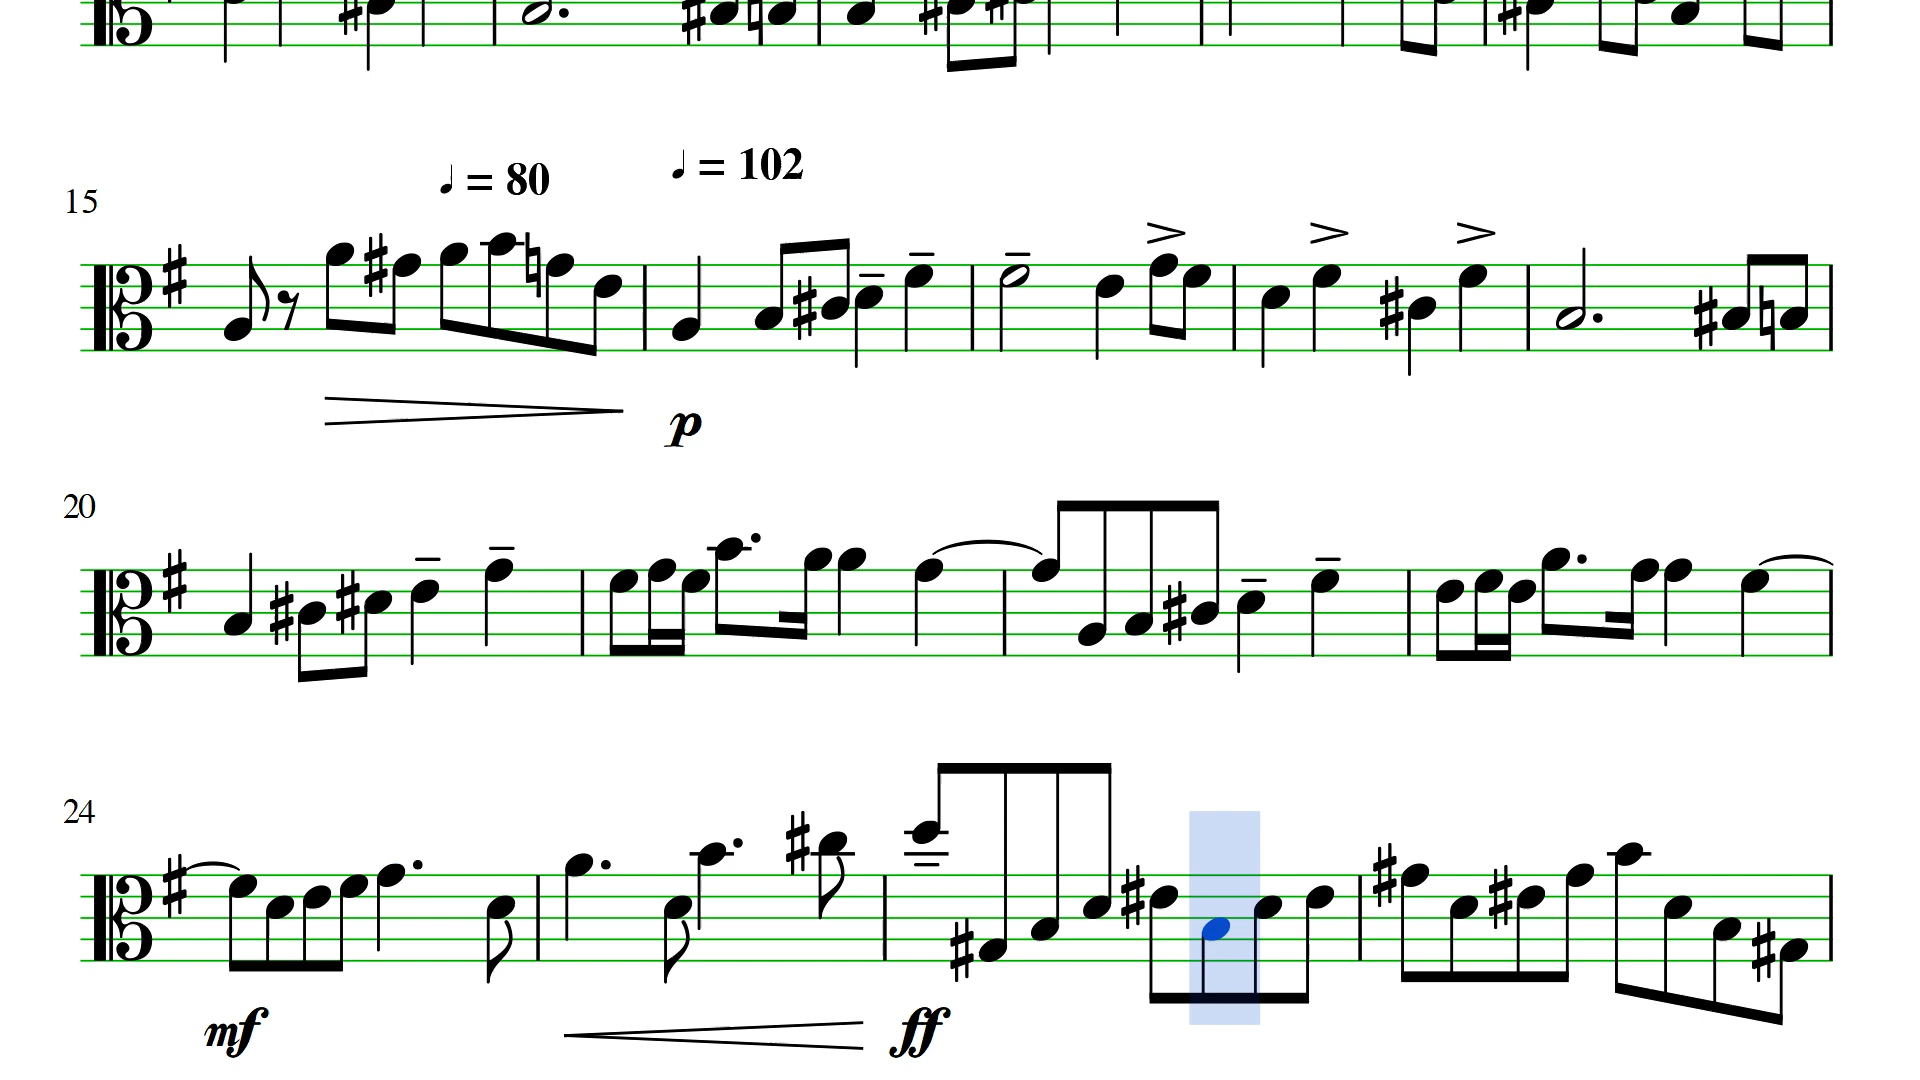 ♩ = 80
♩ = 102
15
p
20
24
mf
ff